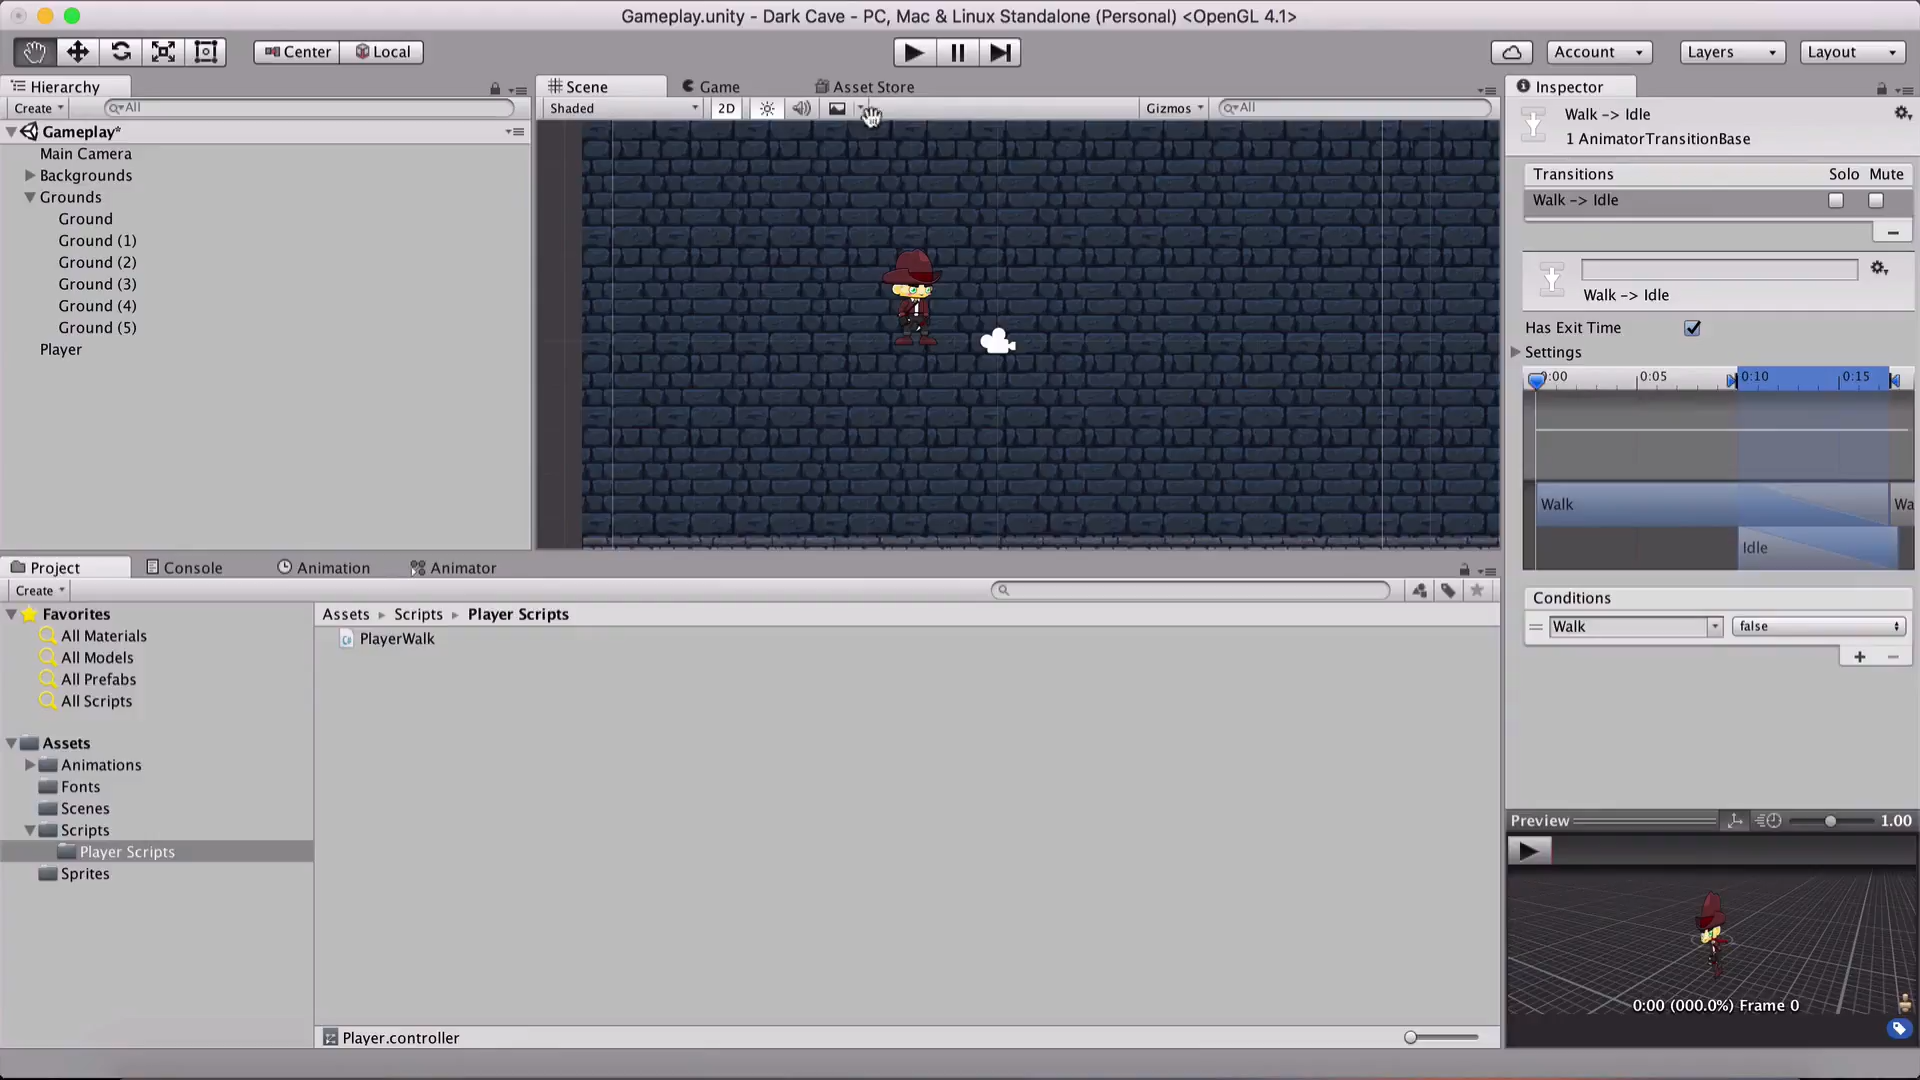 Gameplay.unity - Dark Cave - PC, Mac & Linux Standalone (Personal) <OpenGL 4.1>
Center
Local
Account
Layers
Layout
Hierarchy
Create
All
Gameplay*
Main Camera
Backgrounds
Grounds
Ground
Ground (1)
Ground (2)
Ground (3)
Ground (4)
Ground (5)
Player
Scene
Game
Asset Store
Shaded
2D
Gizmos
All
Inspector
Walk -> Idle
1 AnimatorTransitionBase
Transitions
Solo
Mute
Walk -> Idle
Walk -> Idle
Has Exit Time
Settings
0:00
0:05
0:10
0:15
Walk
Wa
Idle
Conditions
Walk
false
Preview
1.00
0:00 (000.0%) Frame 0
Project
Console
Animation
Animator
Create
Favorites
All Materials
All Models
All Prefabs
All Scripts
Assets
Animations
Fonts
Scenes
Scripts
Player Scripts
Sprites
Assets
Scripts
Player Scripts
PlayerWalk
Player.controller